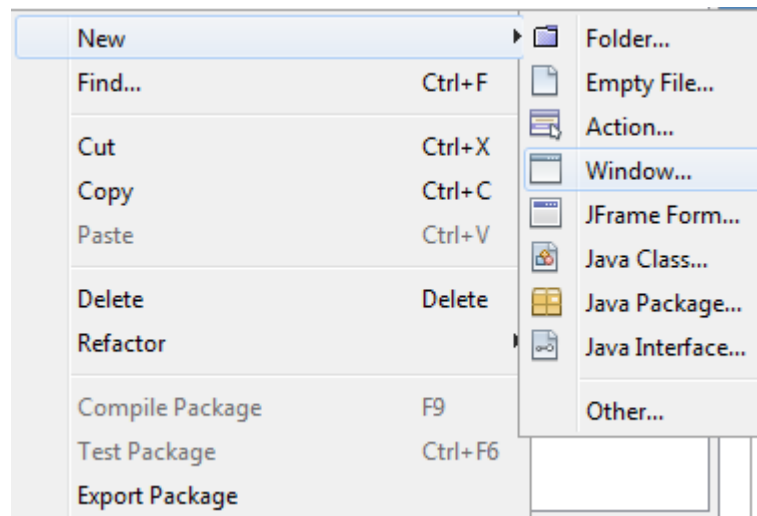 New
Find... Ctrl+F
Cut Ctrl+X
Copy Ctrl+C
Paste Ctrl+V
Delete Delete
Refactor
Compile Package F9
Test Package Ctrl+F6
Export Package
Folder...
Empty File...
Action...
Window...
JFrame Form...
Java Class...
Java Package...
Java Interface...
Other...